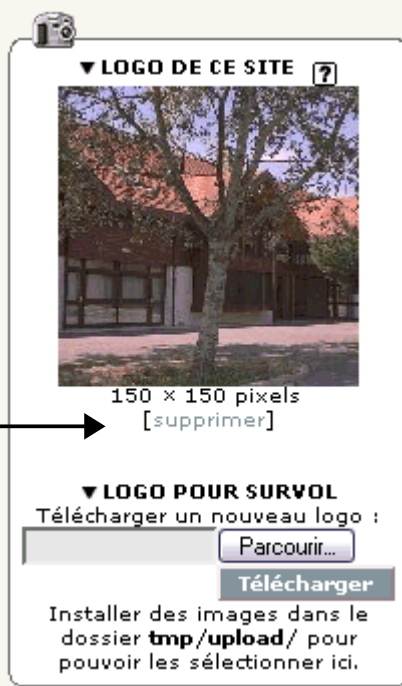 ▼LOGO DE CE SITE [?]
150 × 150 pixels
[supprimer]
▼LOGO POUR SURVOL
Télécharger un nouveau logo :
Parcourir...
Télécharger
Installer des images dans le
dossier tmp/upload/ pour
pouvoir les sélectionner ici.